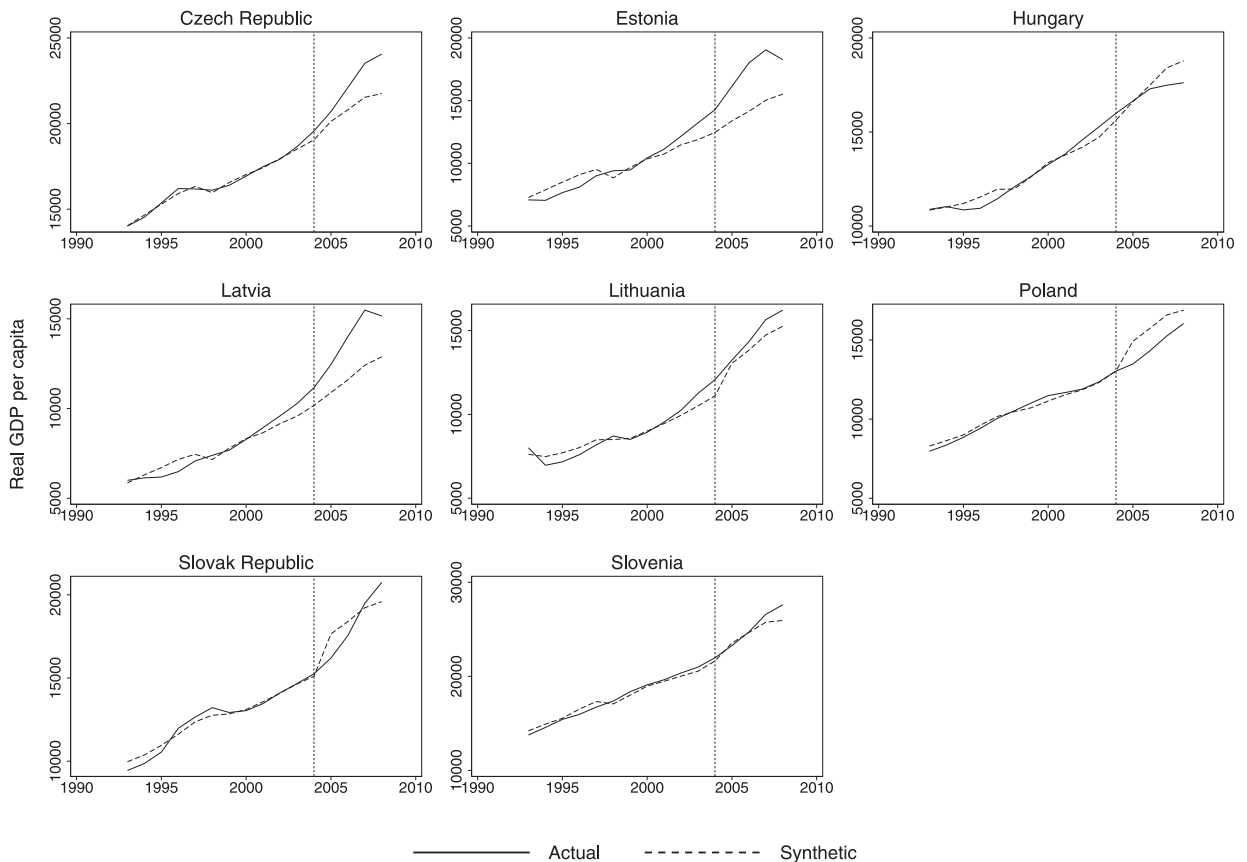 Czech Republic
25000
20000
15000
1990 1995 2000 2005 2010
Estonia
20000
15000
10000
5000
1990 1995 2000 2005 2010
Hungary
20000
15000
10000
1990 1995 2000 2005 2010
Real GDP per capita
Latvia
15000
10000
5000
1990 1995 2000 2005 2010
Lithuania
15000
10000
5000
1990 1995 2000 2005 2010
Poland
15000
10000
5000
1990 1995 2000 2005 2010
Slovak Republic
20000
15000
10000
1990 1995 2000 2005 2010
Slovenia
30000
20000
10000
1990 1995 2000 2005 2010
Actual Synthetic